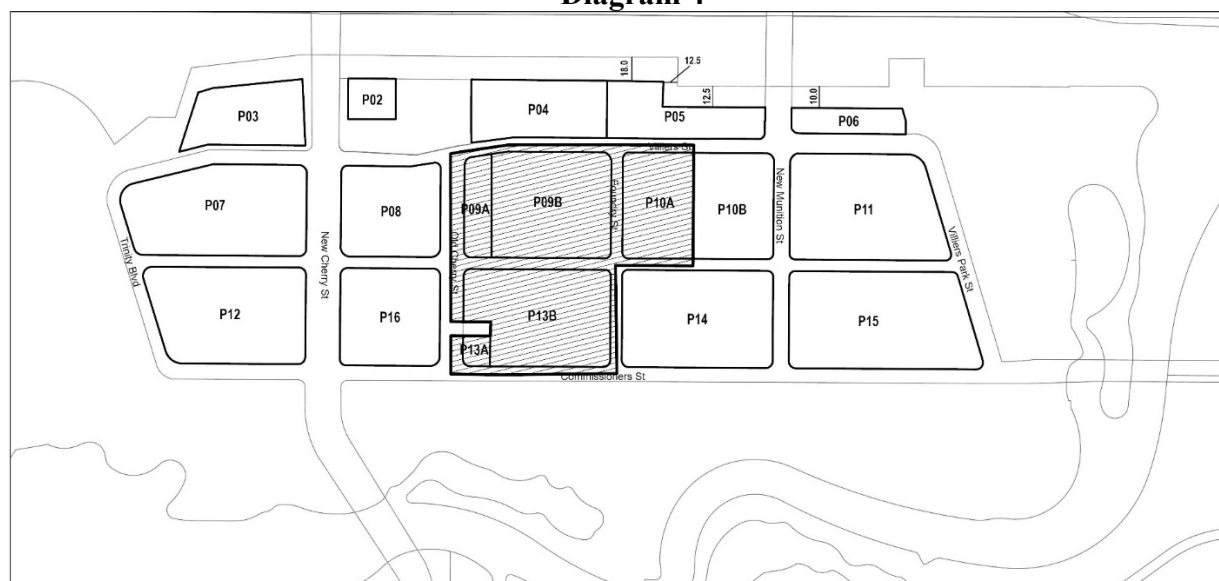 Diagram 4
18.0
12.5
12.5
10.0
P03
P02
P04
P05
P06
Villiers St
P07
P08
P09A
P09B
Foundry St
P10A
P10B
New Munition St
P11
Villiers Park St
Trinity Blvd
New Cherry St
Old Cherry St
P12
P16
P13A
P13B
P14
P15
Commissioners St